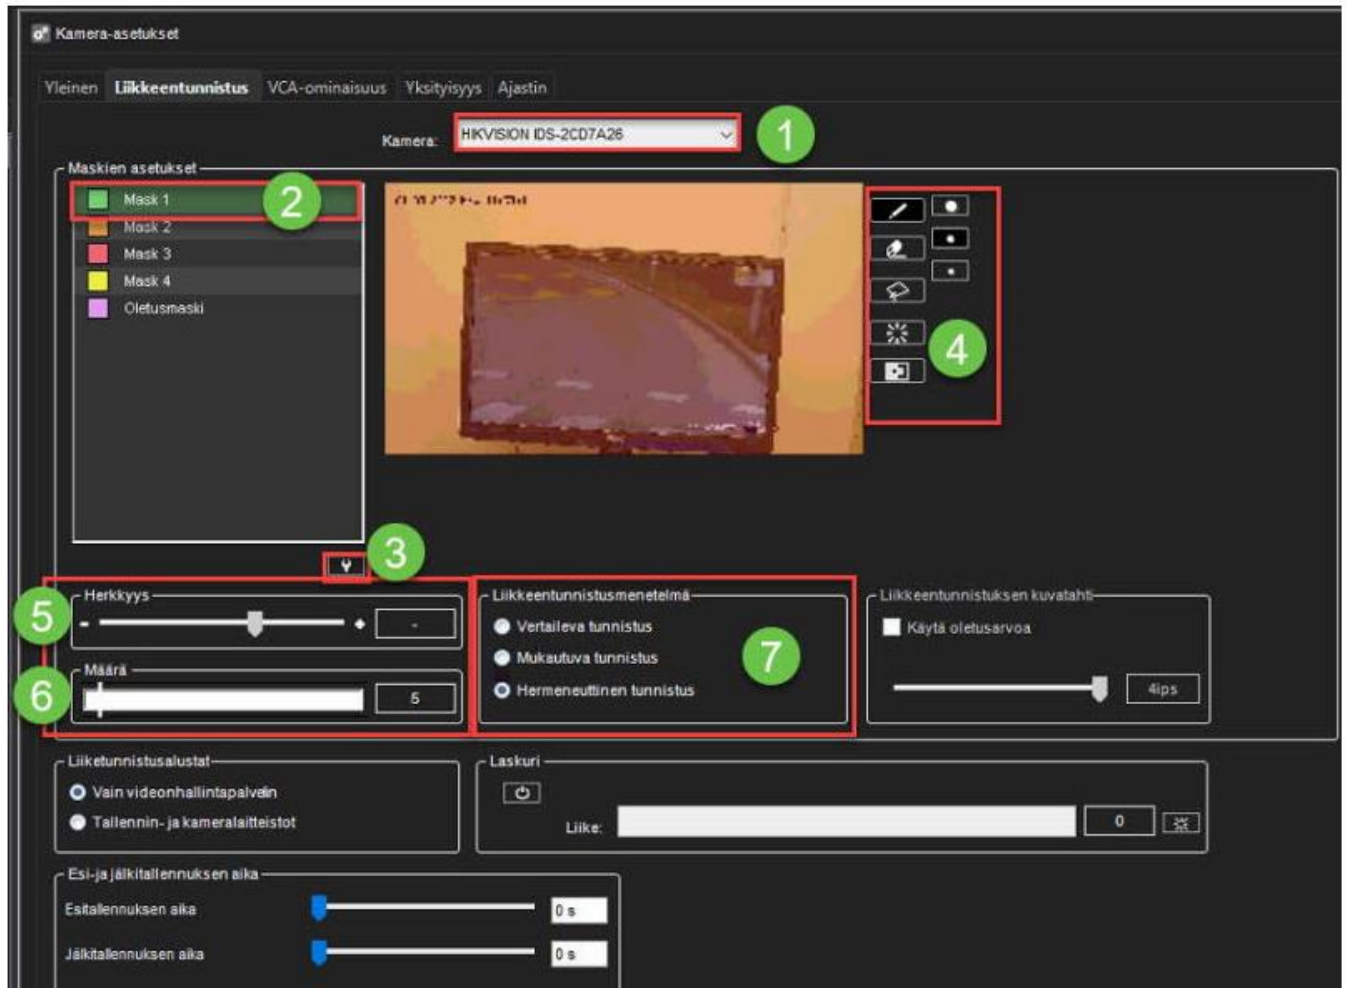 Kamera-asetukset
Yleinen Liikkeentunnistus VCA-ominaisuus Yksityisyys Ajastin
Kamera: HIKVISION IDS-2CD7A26 1
Maskien asetukset
Mask 1 2
Mask 2
Mask 3
Mask 4
Oletusmaski
4
3
Herkkyys
5 - + -
Määrä
6 5
Liikkeentunnistusmenetelmä
Vertaileva tunnistus
Mukautuva tunnistus 7
Hermeneuttinen tunnistus
Liikkeentunnistuksen kuvatahti
Käytä oletusarvoa
4ips
Liiketunnistusalustat
Vain videonhallintapalvelin
Tallennin- ja kameralaitteistot
Laskuri
Liike: 0
Esi-ja jälkitallennuksen aika
Esitallennuksen aika 0 s
Jälkitallennuksen aika 0 s